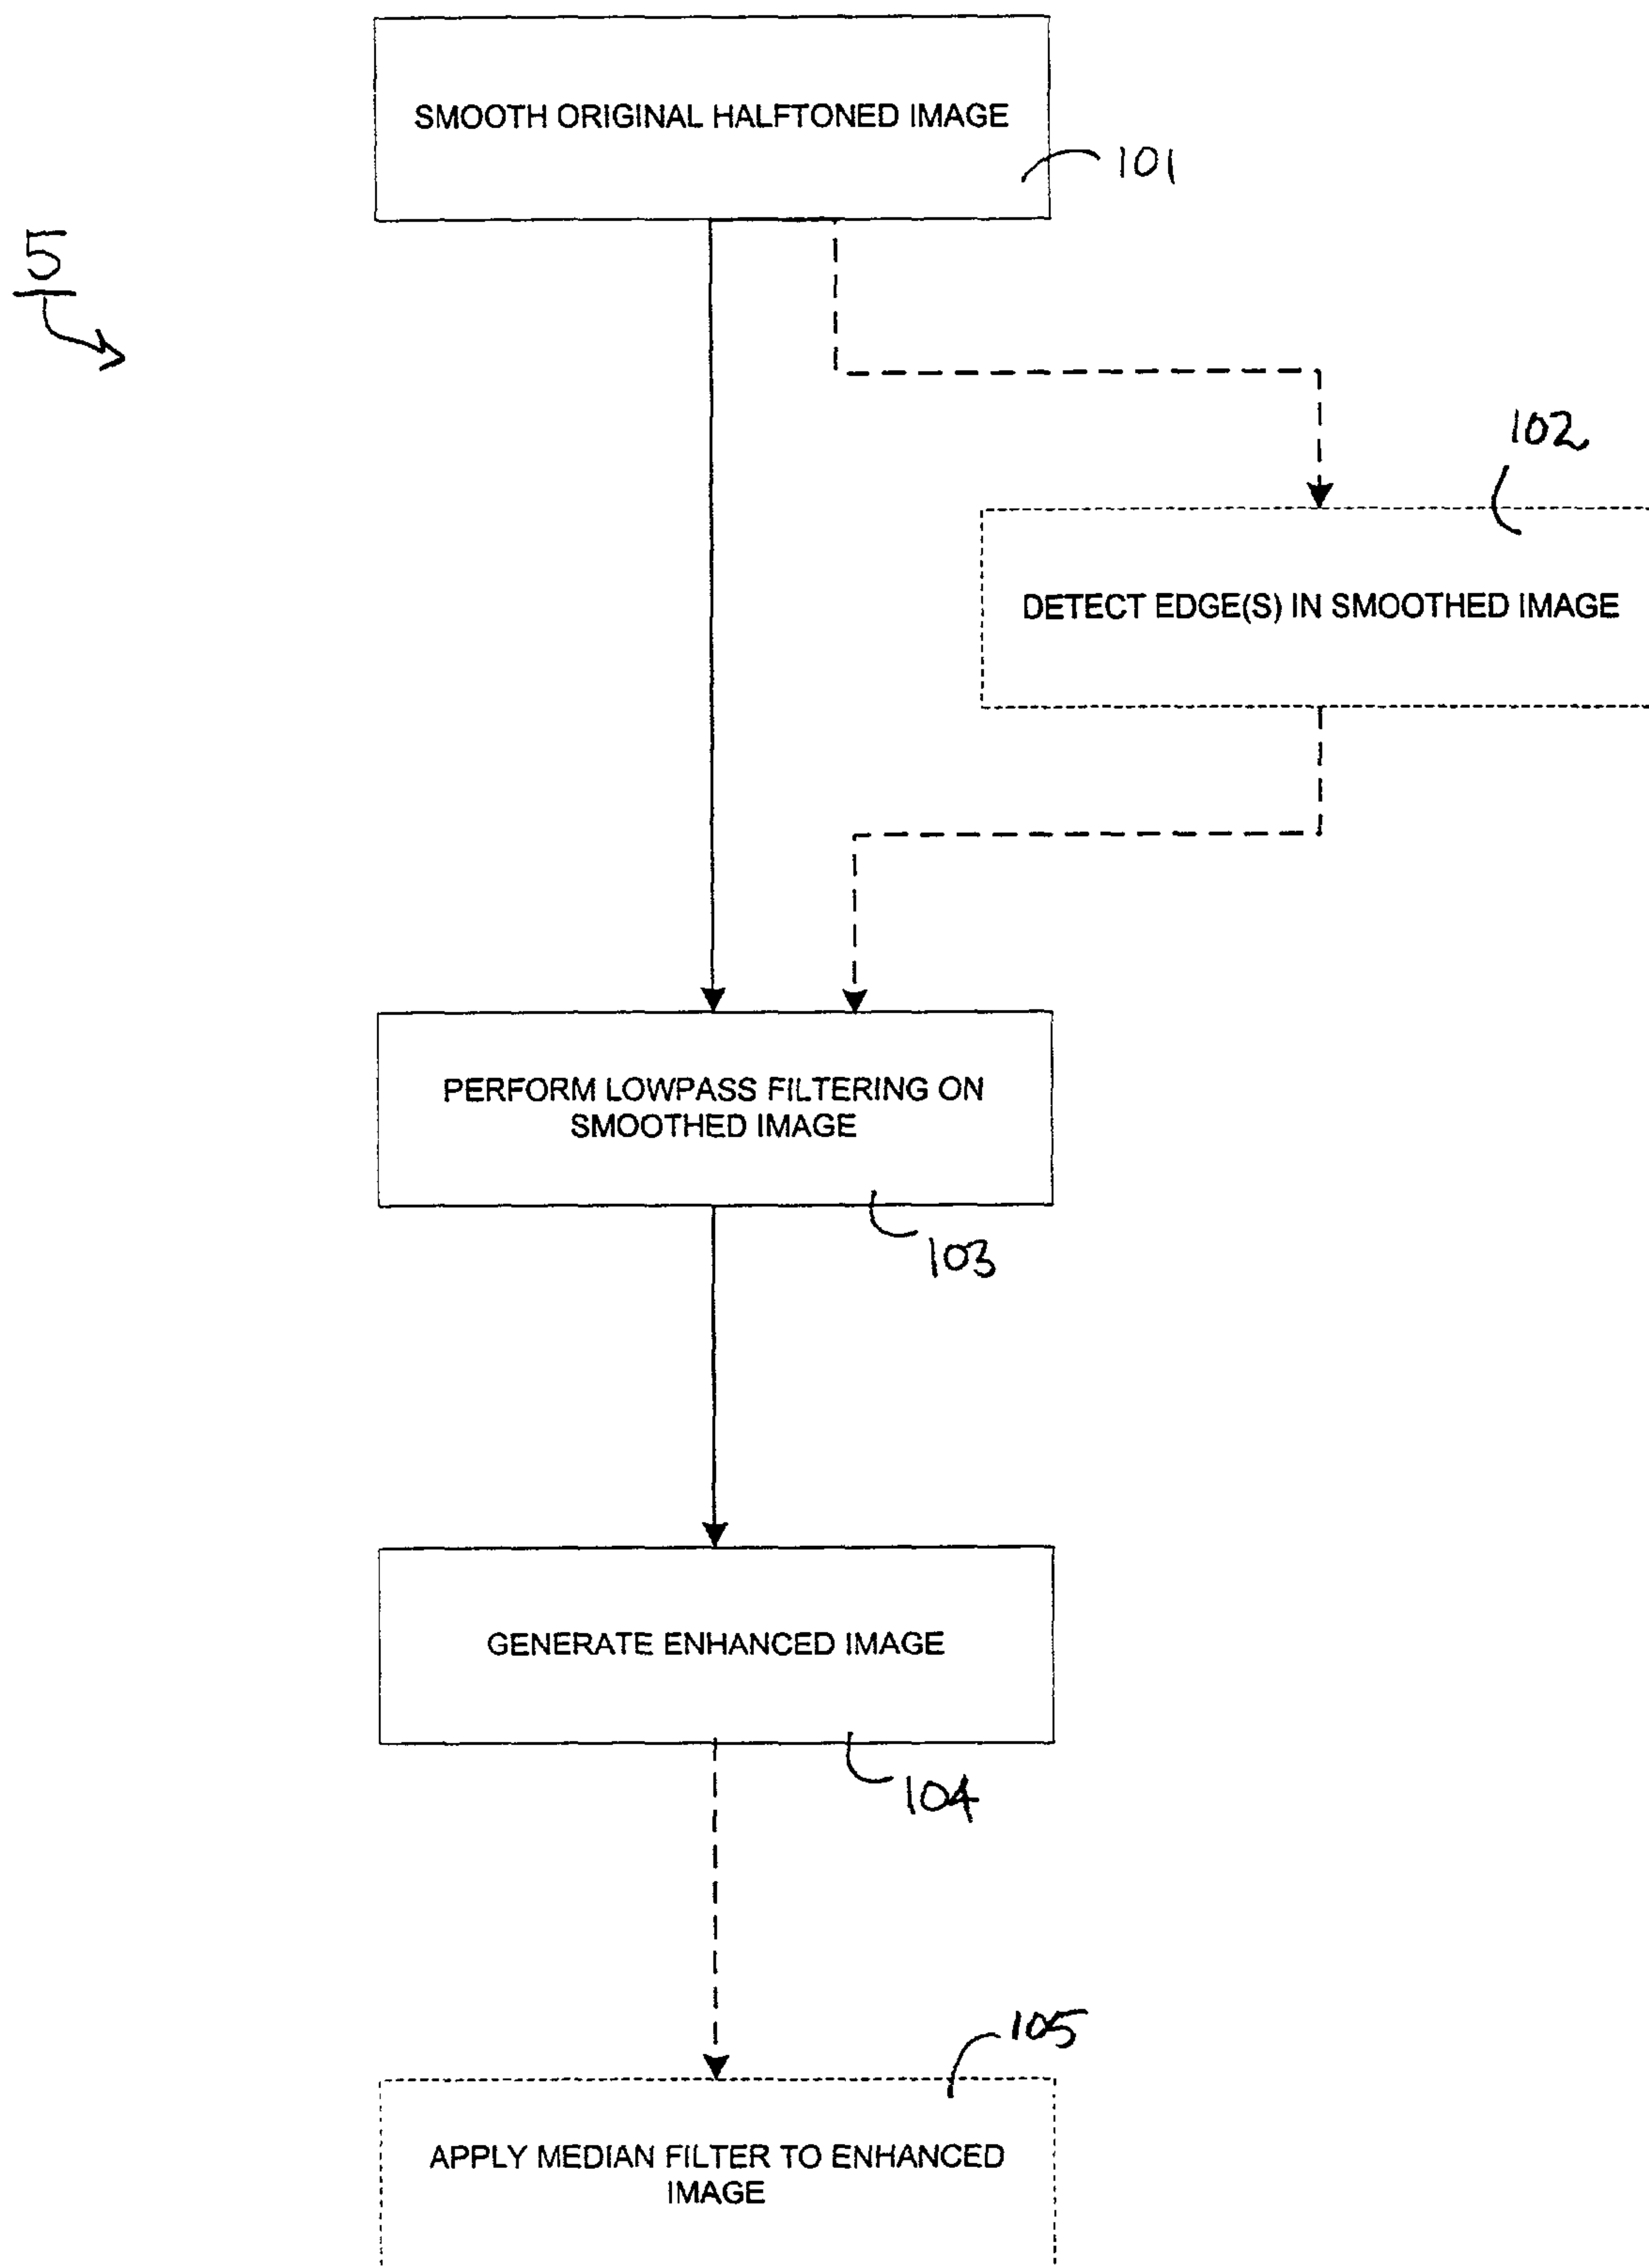 SMOOTH ORIGINAL HALFTONED IMAGE
101
5
102
DETECT EDGE(S) IN SMOOTHED IMAGE
PERFORM LOWPASS FILTERING ON
SMOOTHED IMAGE
103
GENERATE ENHANCED IMAGE
104
105
APPLY MEDIAN FILTER TO ENHANCED
IMAGE